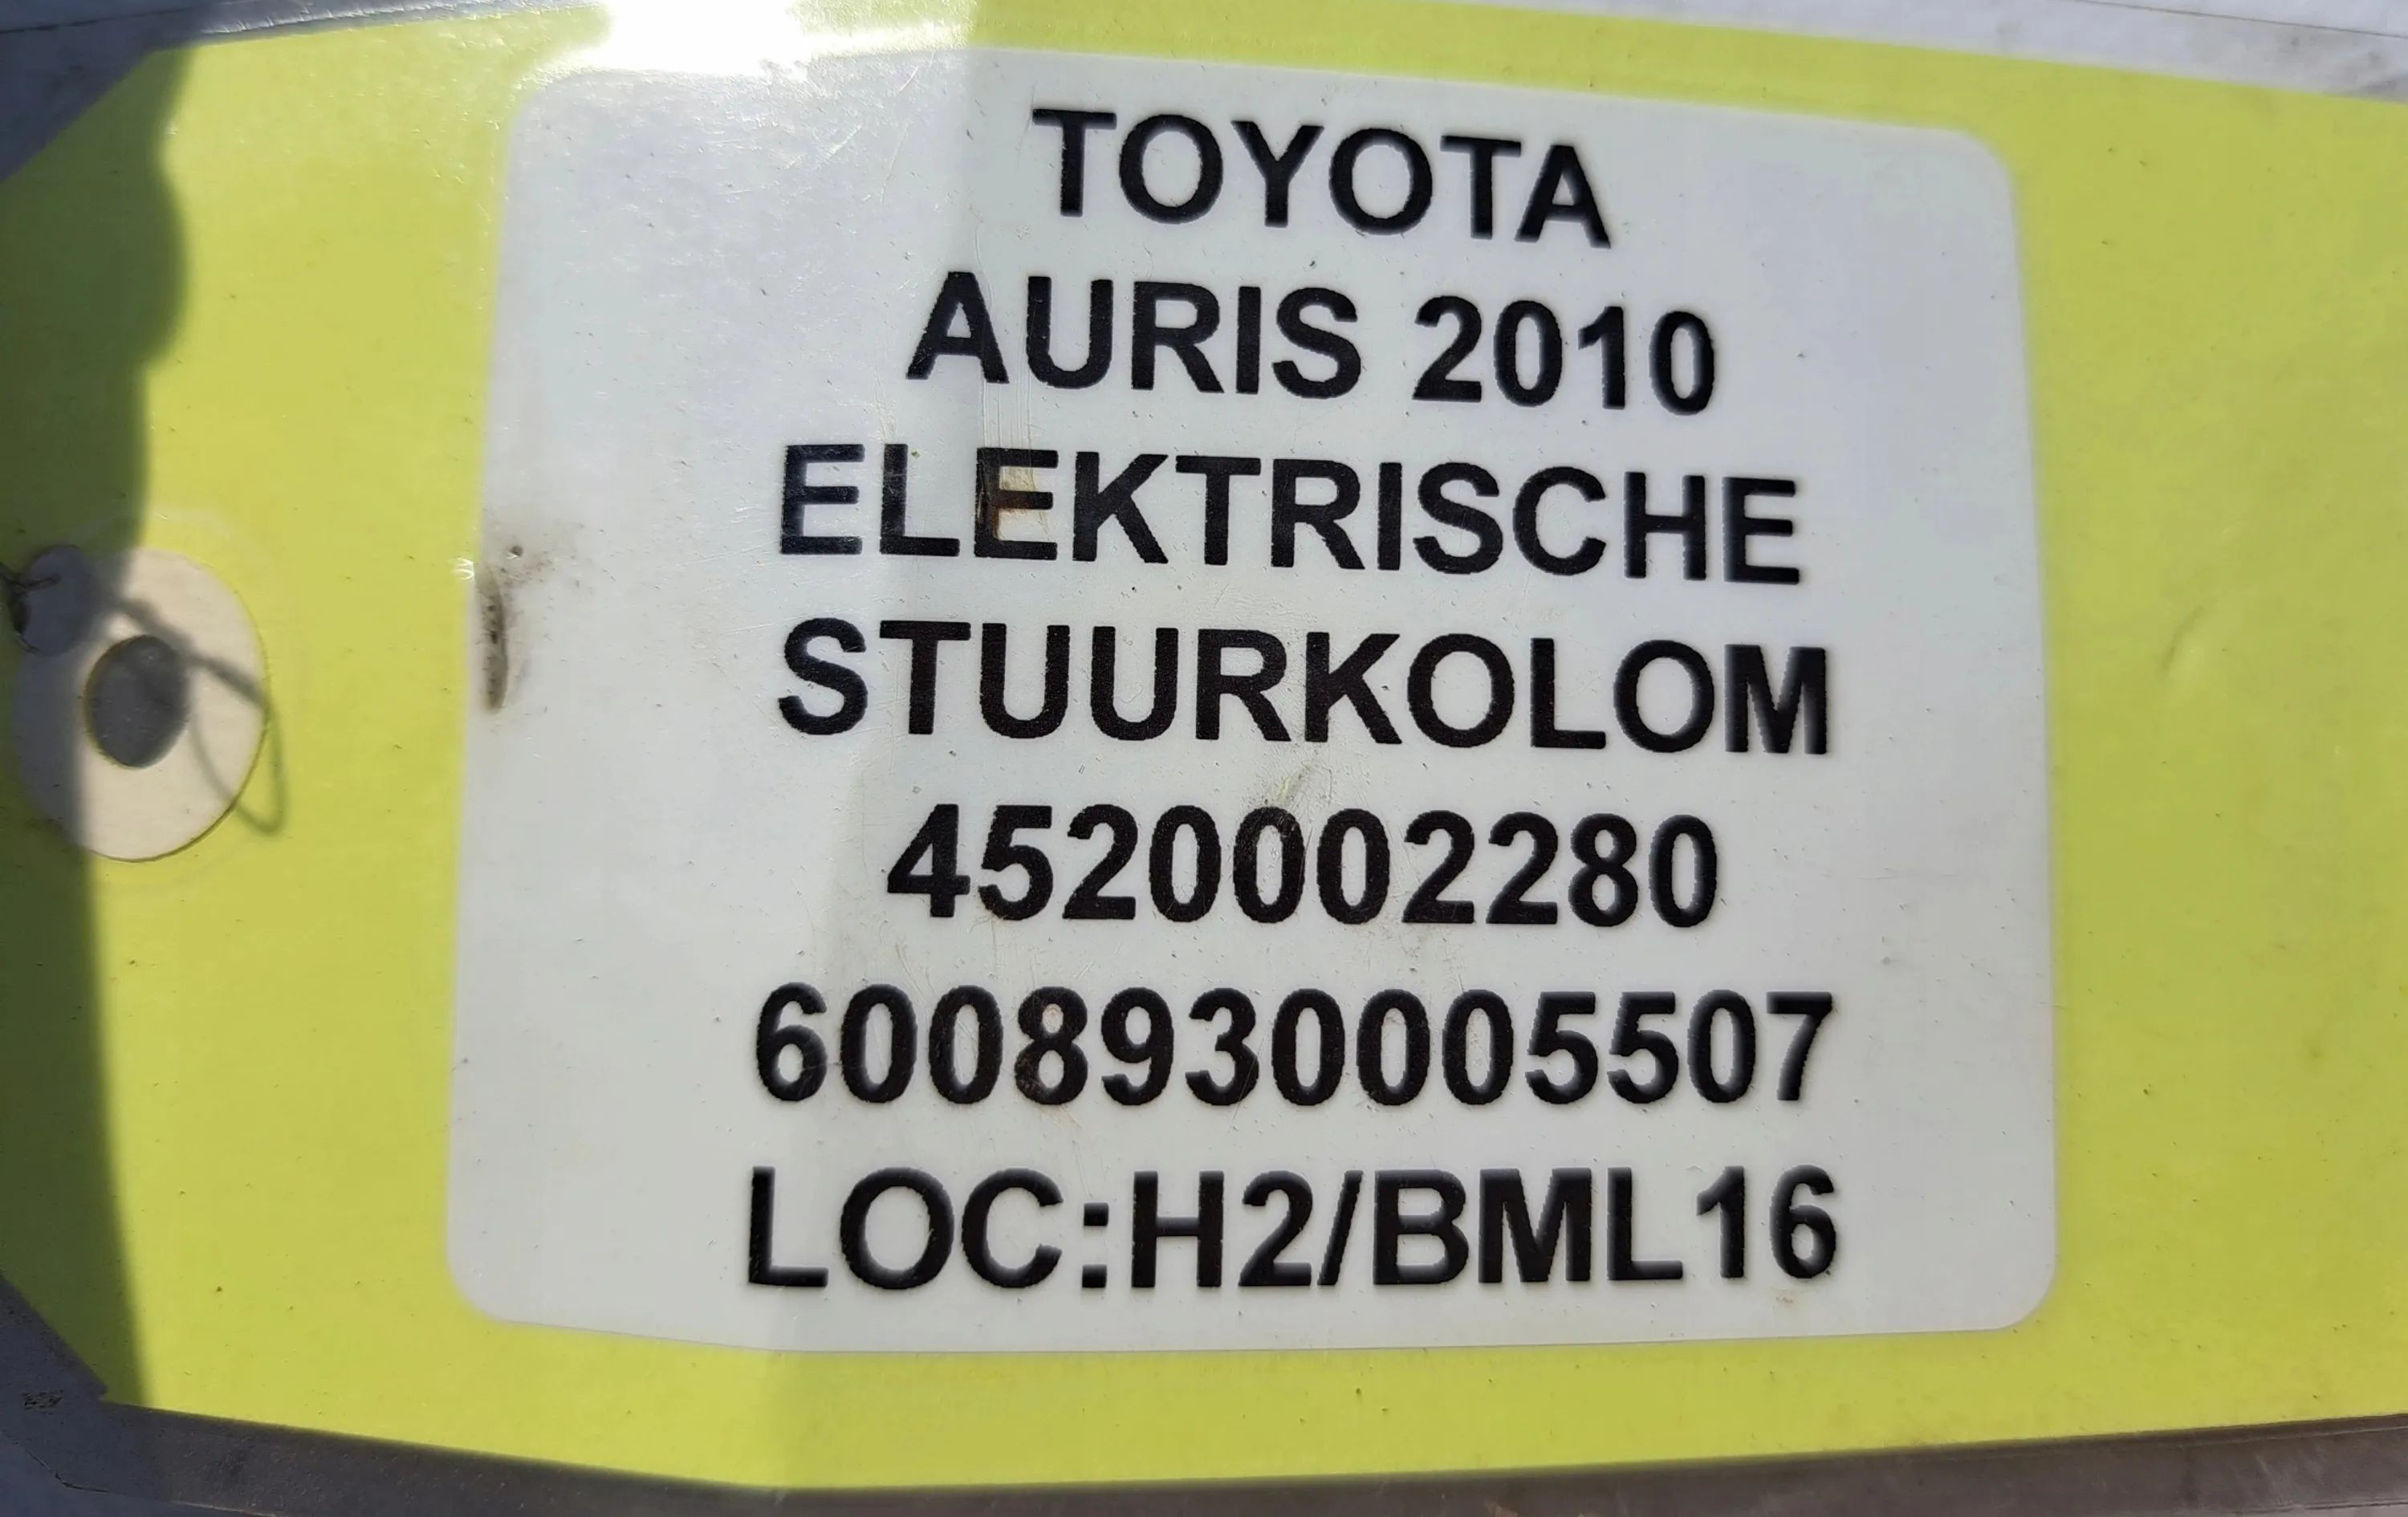 TOYOTA
AURIS 2010
ELEKTRISCHE
STUURKOLOM
4520002280
6008930005507
LOC:H2/BML16